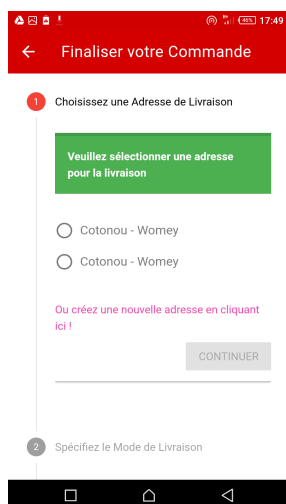 46% 17:49
Finaliser votre Commande
1 Choisissez une Adresse de Livraison
Veuillez sélectionner une adresse
pour la livraison
Cotonou - Womey
Cotonou - Womey
Ou créez une nouvelle adresse en cliquant
ici !
CONTINUER
2 Spécifiez le Mode de Livraison